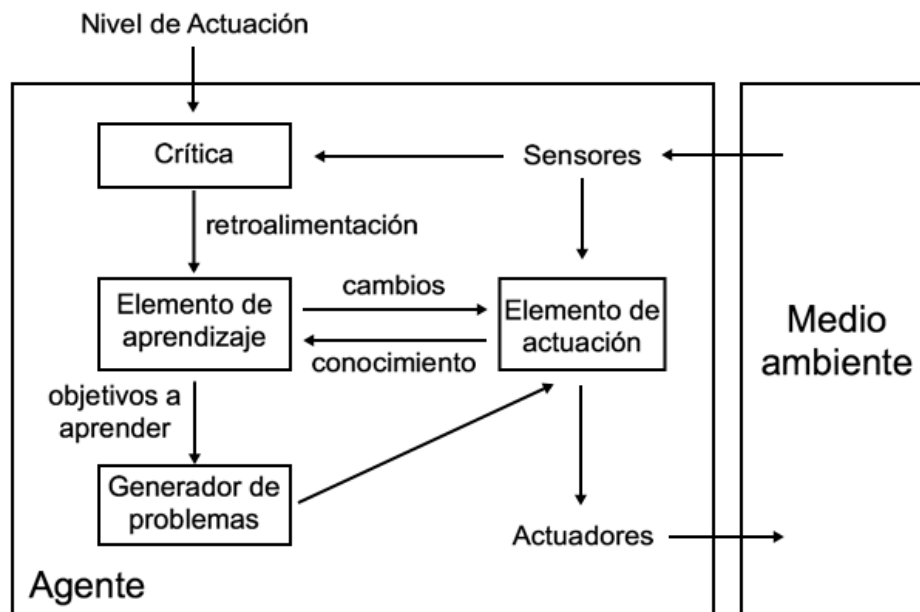 Nivel de Actuación
Crítica
Sensores
retroalimentación
Elemento de
aprendizaje
cambios
conocimiento
Elemento de
actuación
Medio
ambiente
objetivos a
aprender
Generador de
problemas
Actuadores
Agente